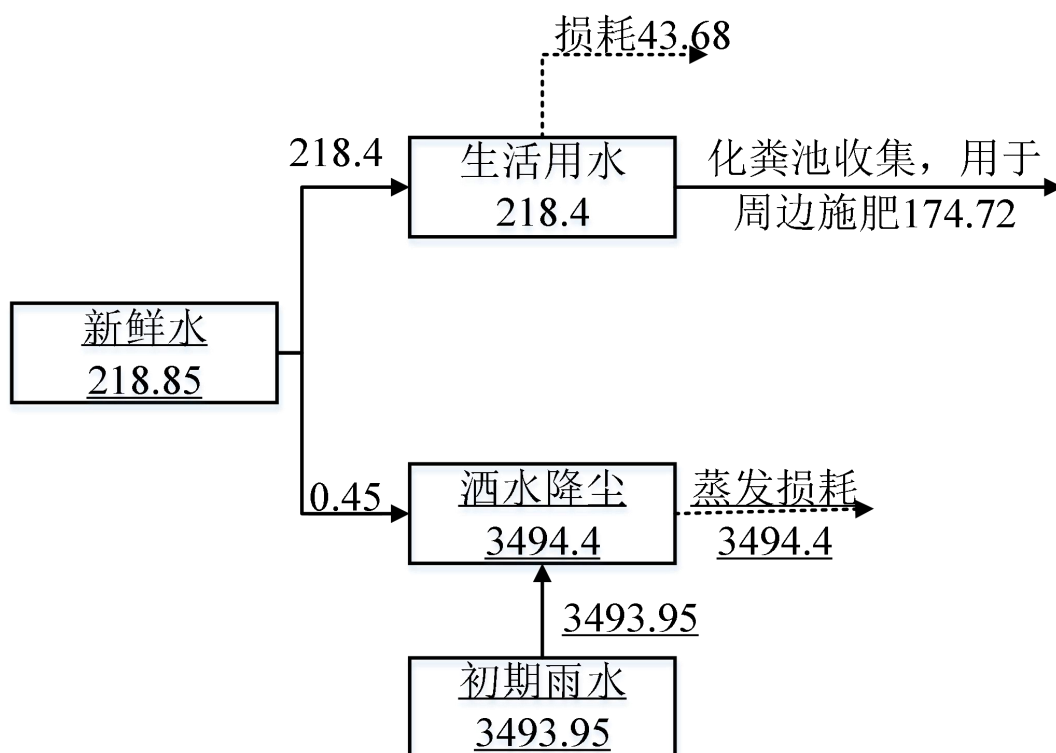 损耗43.68
218.4
生活用水
218.4
化粪池收集，用于
周边施肥174.72
新鲜水
218.85
0.45
洒水降尘
3494.4
蒸发损耗
3494.4
3493.95
初期雨水
3493.95